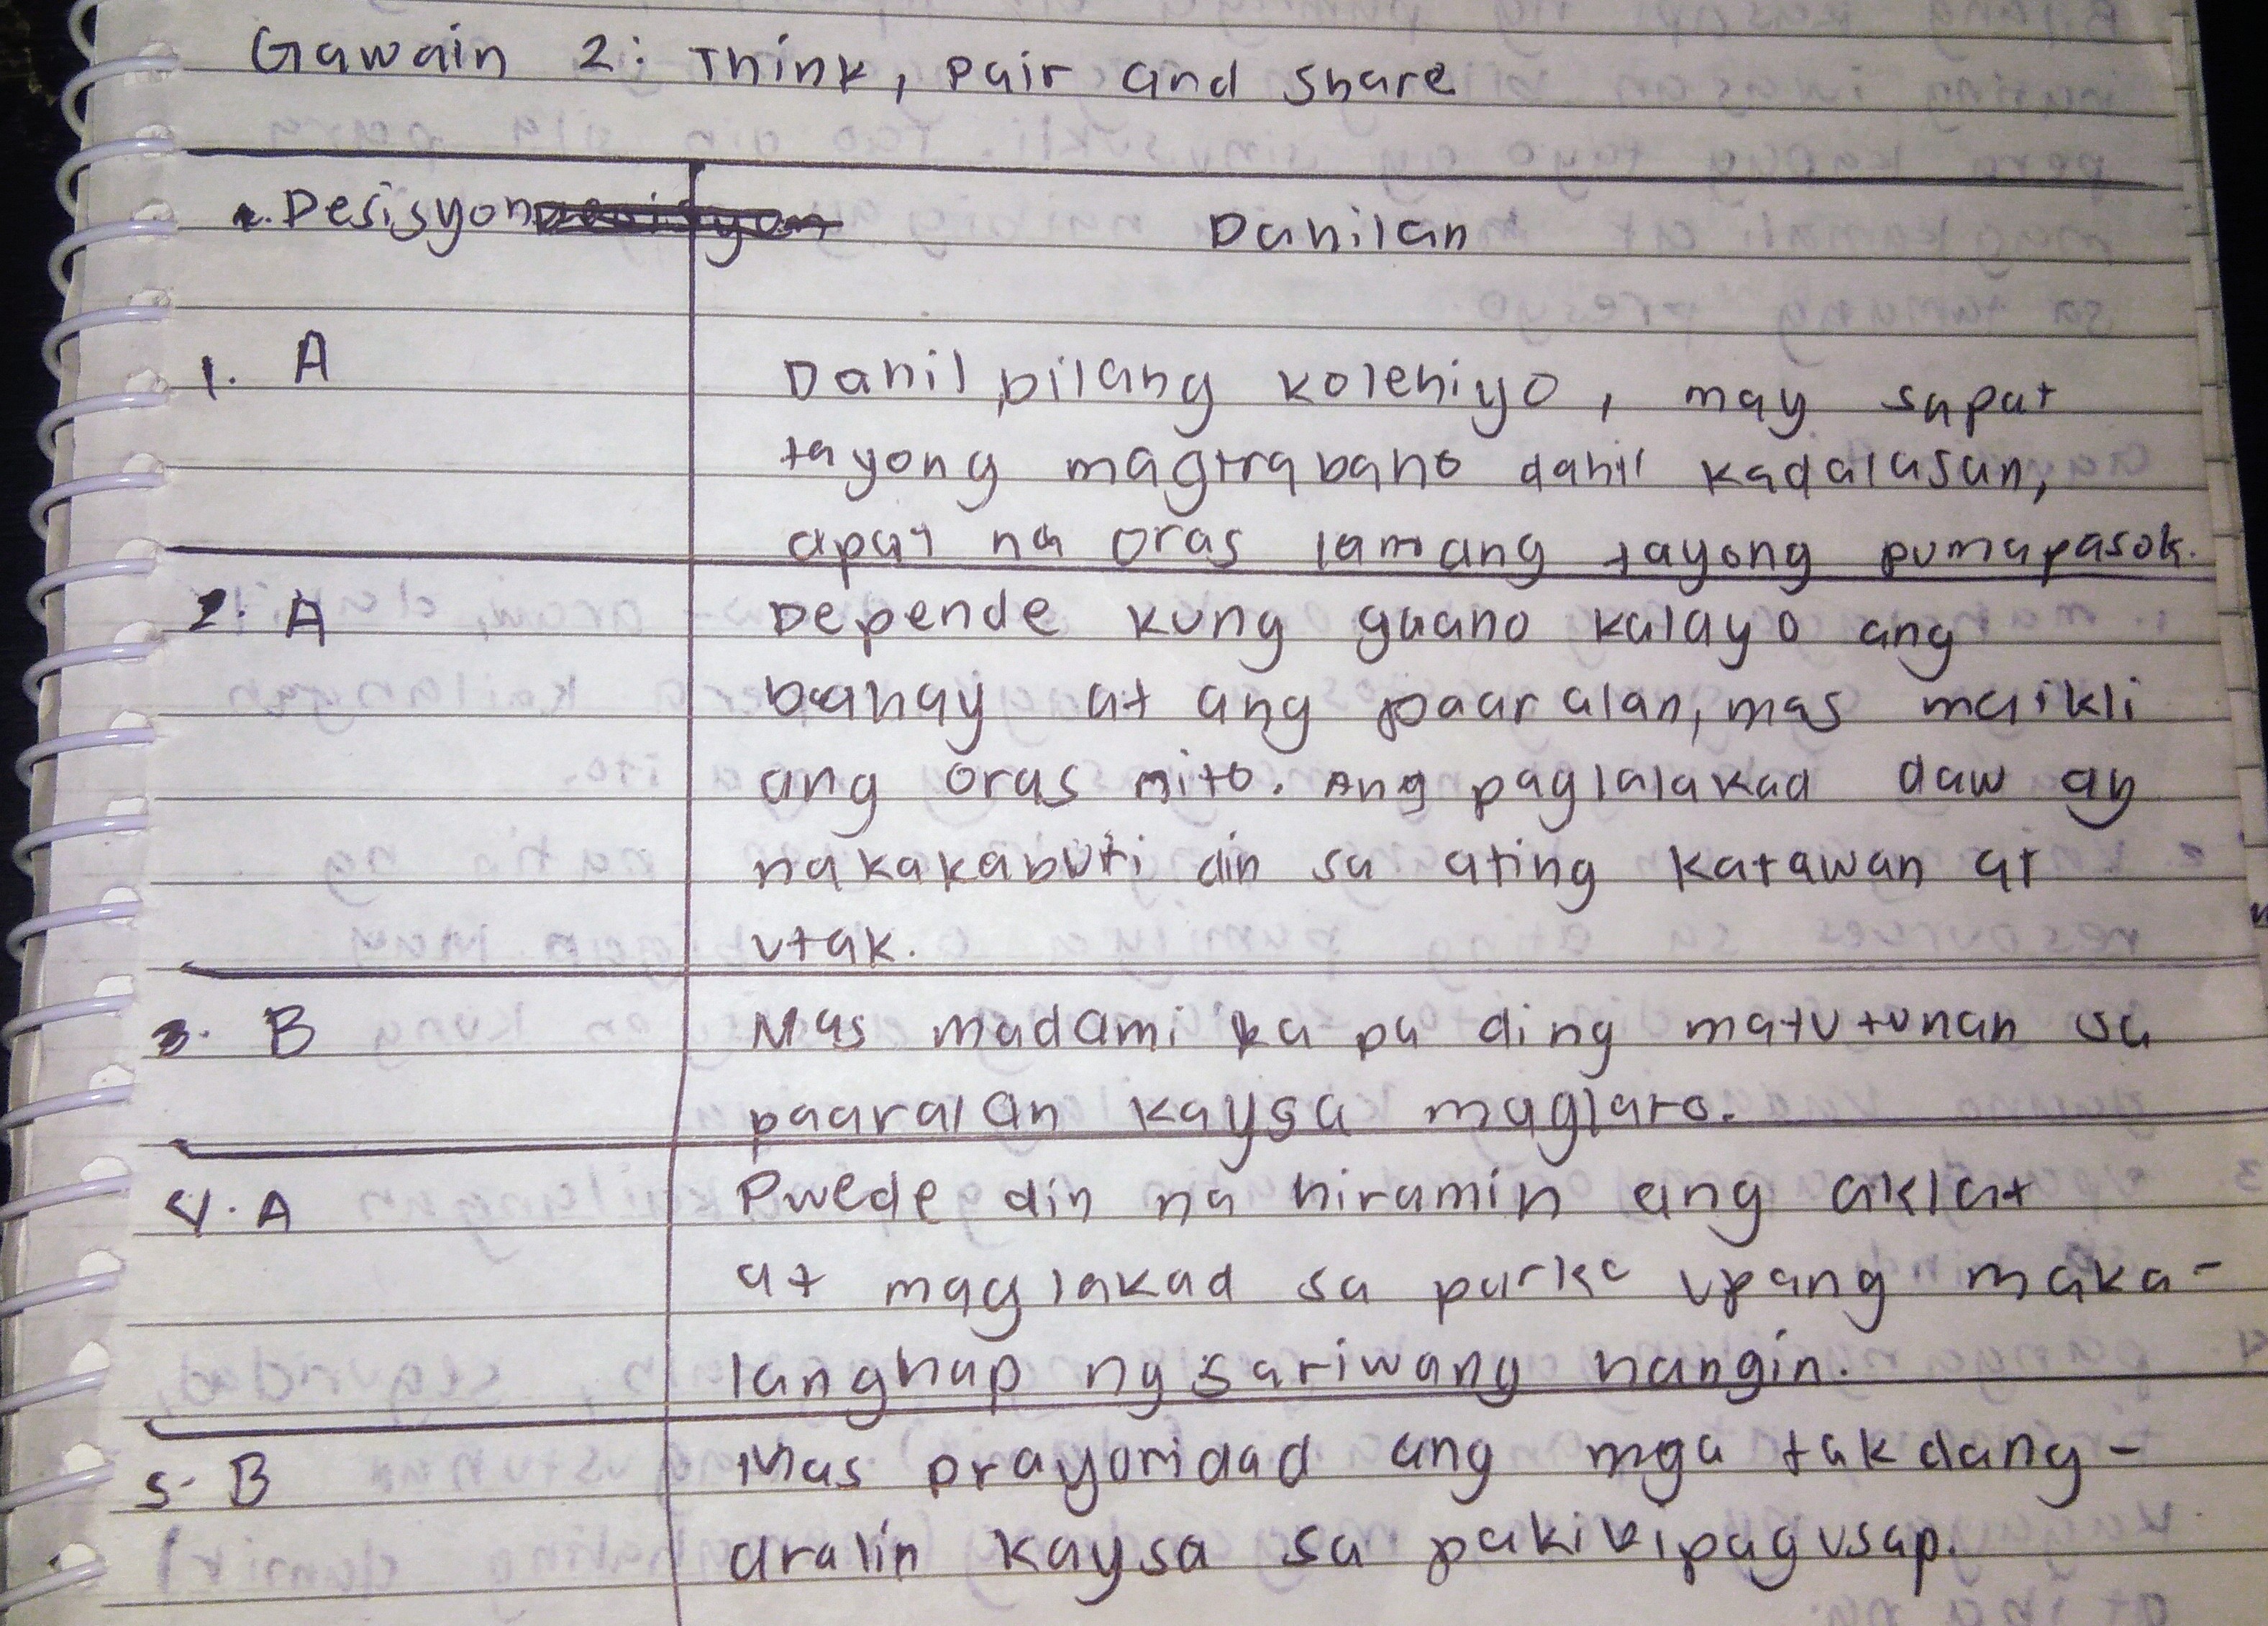 Gawain 2: Think, pair and share
Desisyon Dahilan
1. A Dahil, bilang kolehiyo, may sapat
tayong magtrabaho dahil kadalasan,
apat na oras lamang tayong pumapasok.
2. A Depende kung gaano kalayo ang
bahay at ang paaralan, mas maikli
ang oras nito. Ang paglalakad daw ay
nakakabuti din sa ating katawan at
utak.
3. B Mas madami ka pa ding matutunan sa
paaralan kaysa maglaro.
4. A Pwede din na hiramin ang aklat
at maglakad sa parke upang maka-
langhap ng sariwang hangin.
5. B Mas prayoridad ang mga takdang-
aralin kaysa sa pakikipagusap.